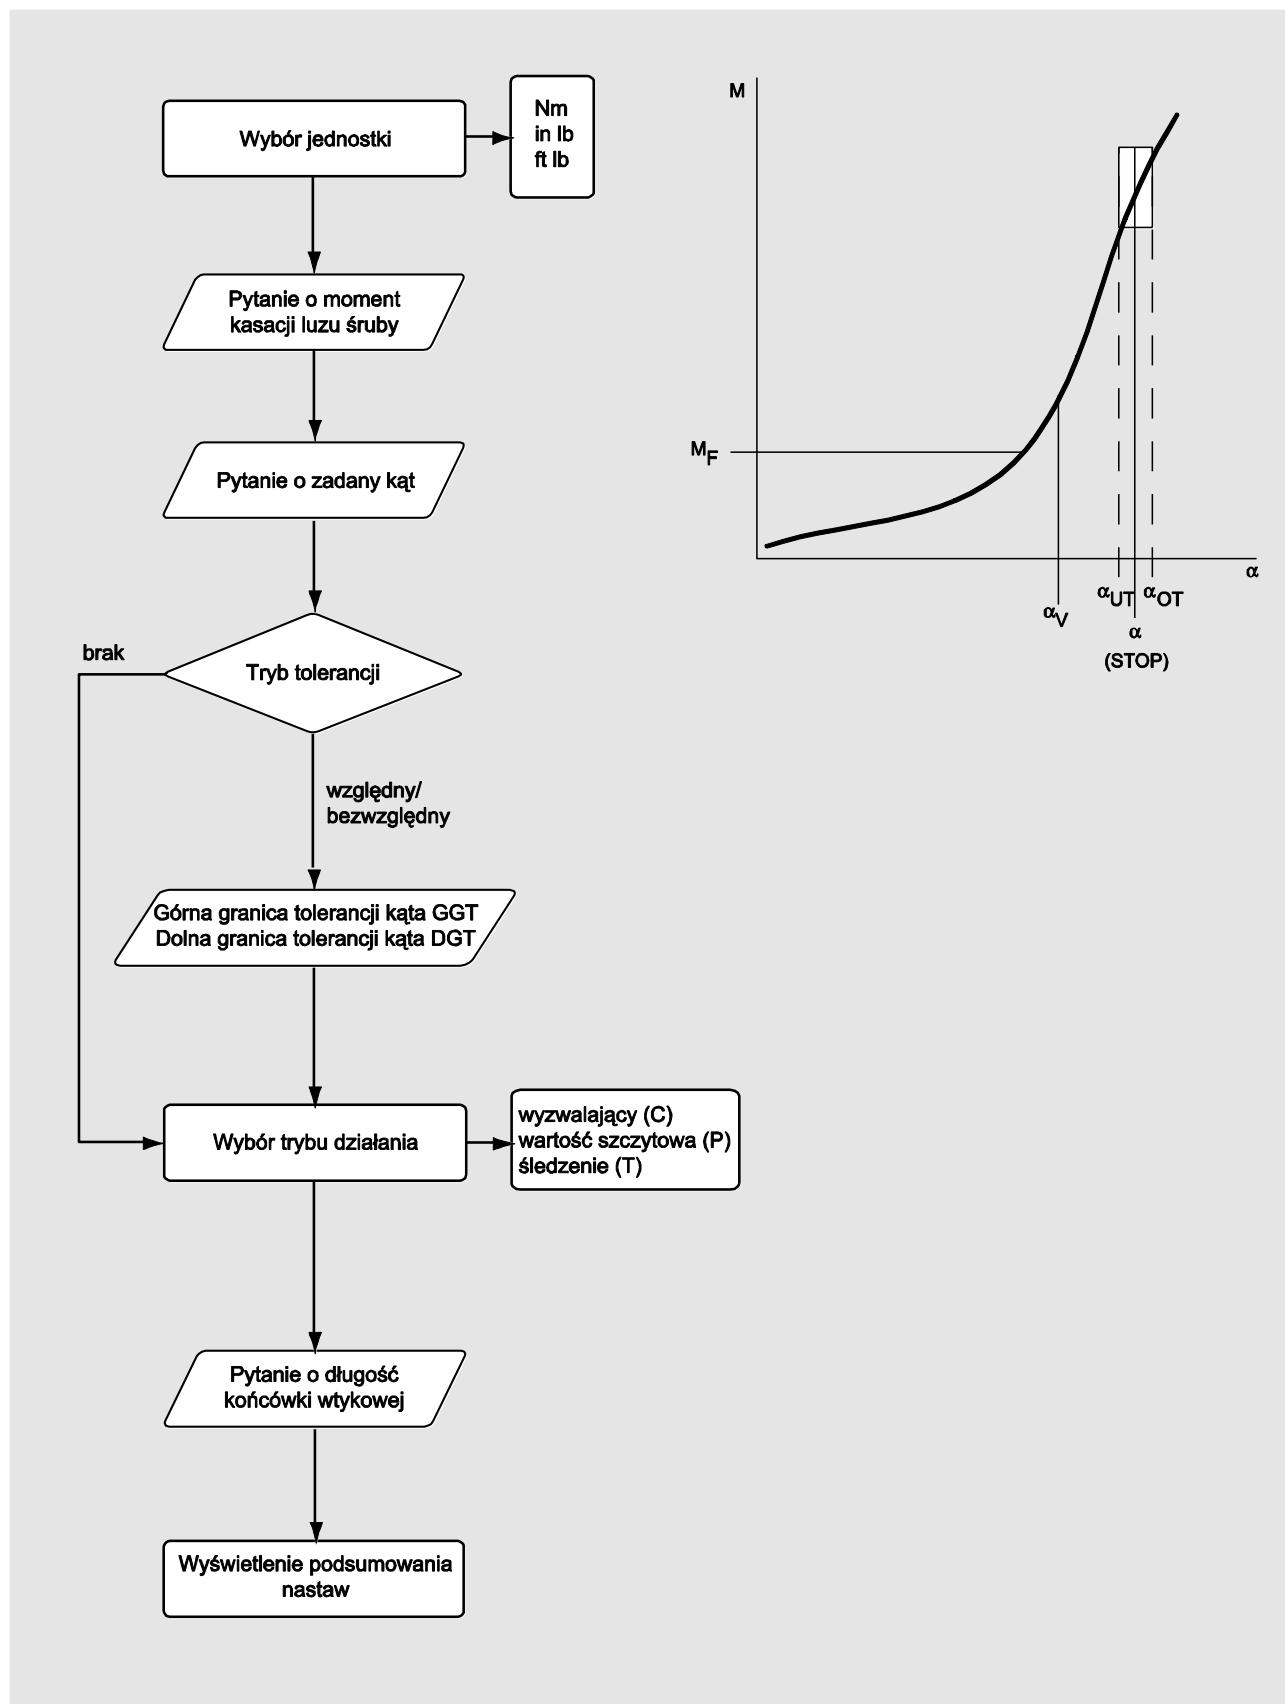 Wybór jednostki
Nm
in lb
ft lb
Pytanie o moment
kasacji luzu śruby
Pytanie o zadany kąt
Tryb tolerancji
brak
względny/
bezwzględny
Górna granica tolerancji kąta GGT
Dolna granica tolerancji kąta DGT
Wybór trybu działania
wyzwalający (C)
wartość szczytowa (P)
śledzenie (T)
Pytanie o długość
końcówki wtykowej
Wyświetlenie podsumowania
nastaw
M
MF
α
αV
αUT
αOT
α
(STOP)